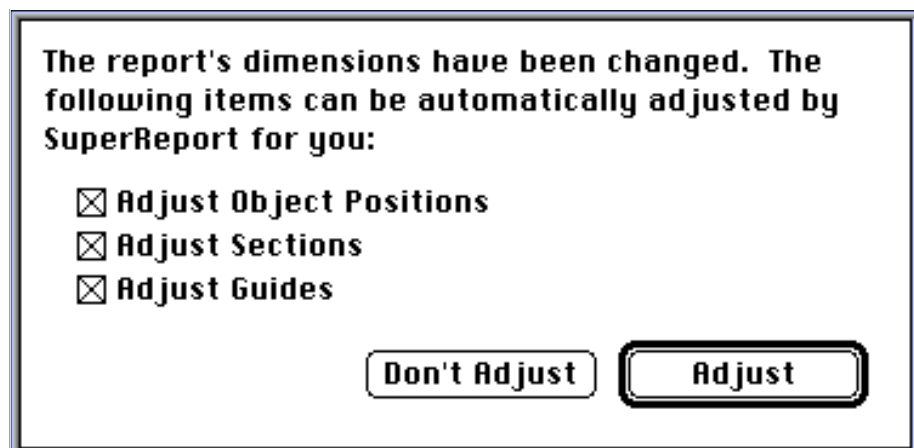 The report's dimensions have been changed.  The
following items can be automatically adjusted by
SuperReport for you:
Adjust Object Positions
Adjust Sections
Adjust Guides
Don't Adjust
Adjust